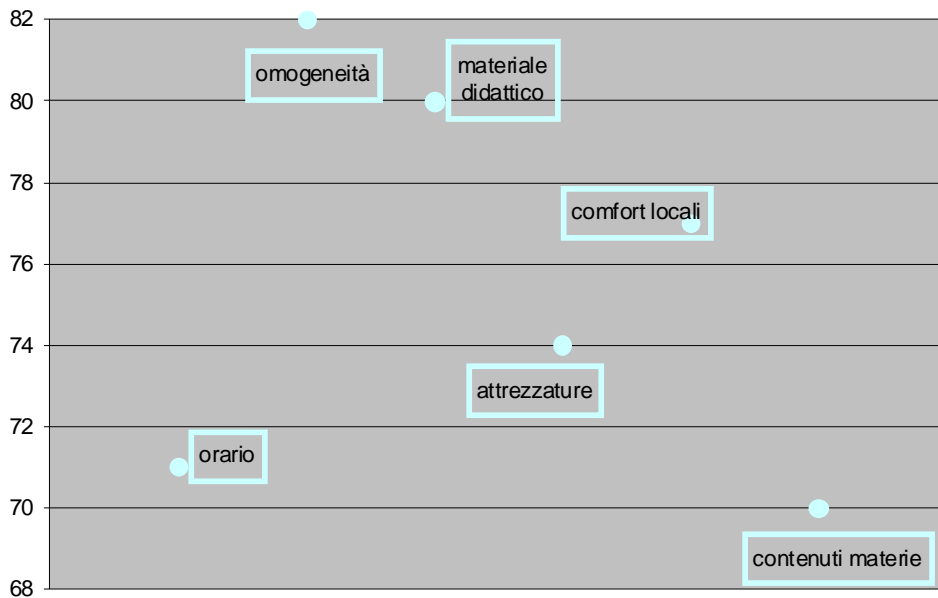 82
omogeneità
materiale
didattico
80
78
comfort locali
76
74
attrezzature
72
orario
70
contenuti materie
68